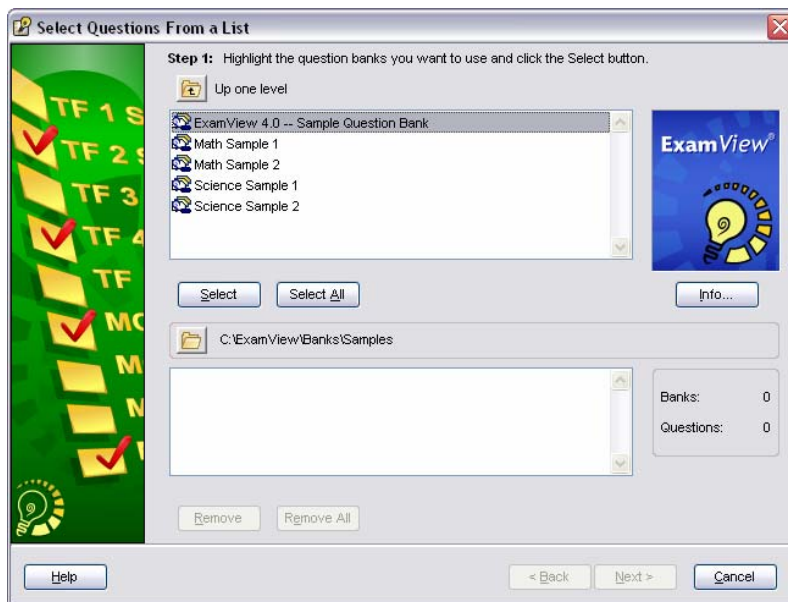 Select Questions From a List
Step 1: Highlight the question banks you want to use and click the Select button.
Up one level
ExamView 4.0 -- Sample Question Bank
Math Sample 1
Math Sample 2
Science Sample 1
Science Sample 2
ExamView®
Select
Select All
Info...
C:\ExamView\Banks\Samples
Banks: 0
Questions: 0
Remove
Remove All
Help
< Back
Next >
Cancel
TF 1 S
TF 2 S
TF 3
TF 4
TF
MC
M